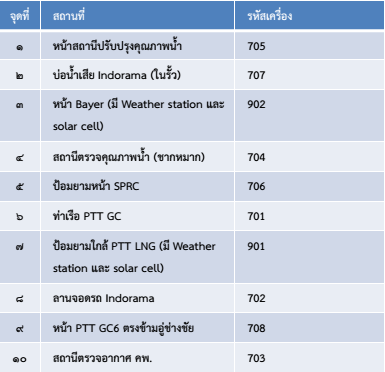 จุดที่ สถานที่ รหัสเครื่อง
๑ หน้าสถานีปรับปรุงคุณภาพน้ำ 705
๒ บ่อน้ำเสีย Indorama (ในรั้ว) 707
๓ หน้า Bayer (มี Weather station และ 902
solar cell)
๔ สถานีตรวจคุณภาพน้ำ (ชากหมาก) 704
๕ ป้อมยามหน้า SPRC 706
๖ ท่าเรือ PTT GC 701
๗ ป้อมยามใกล้ PTT LNG (มี Weather 901
station และ solar cell)
๘ ลานจอดรถ Indorama 702
๙ หน้า PTT GC6 ตรงข้ามอู่ช่างชัย 708
๑๐ สถานีตรวจอากาศ คพ. 703